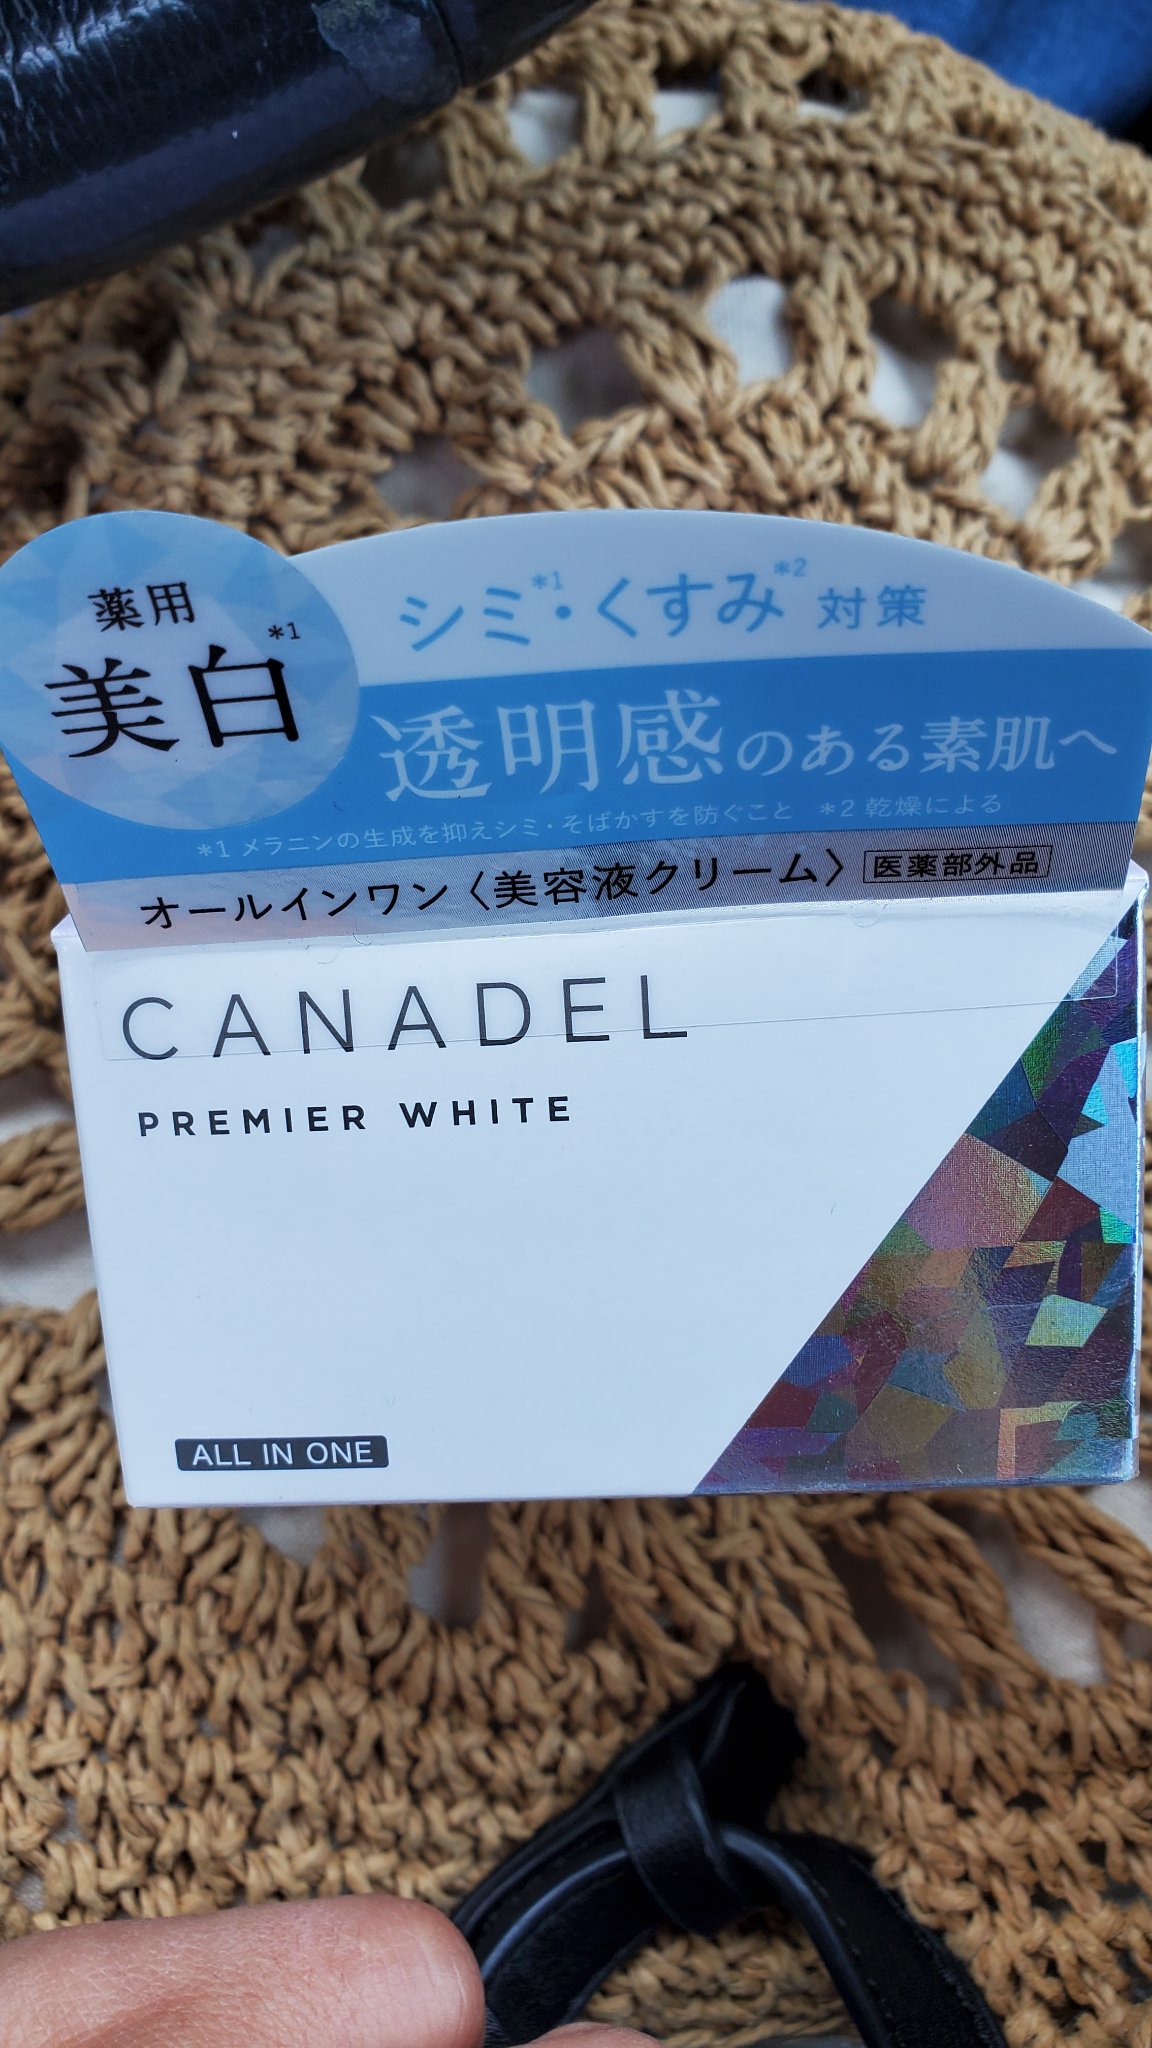 薬用
美白*1
シミ*1・くすみ*2 対策
透明感のある素肌へ
*1 メラニンの生成を抑えシミ・そばかすを防ぐこと *2 乾燥による
オールインワン〈美容液クリーム〉 医薬部外品
CANADEL
PREMIER WHITE
ALL IN ONE